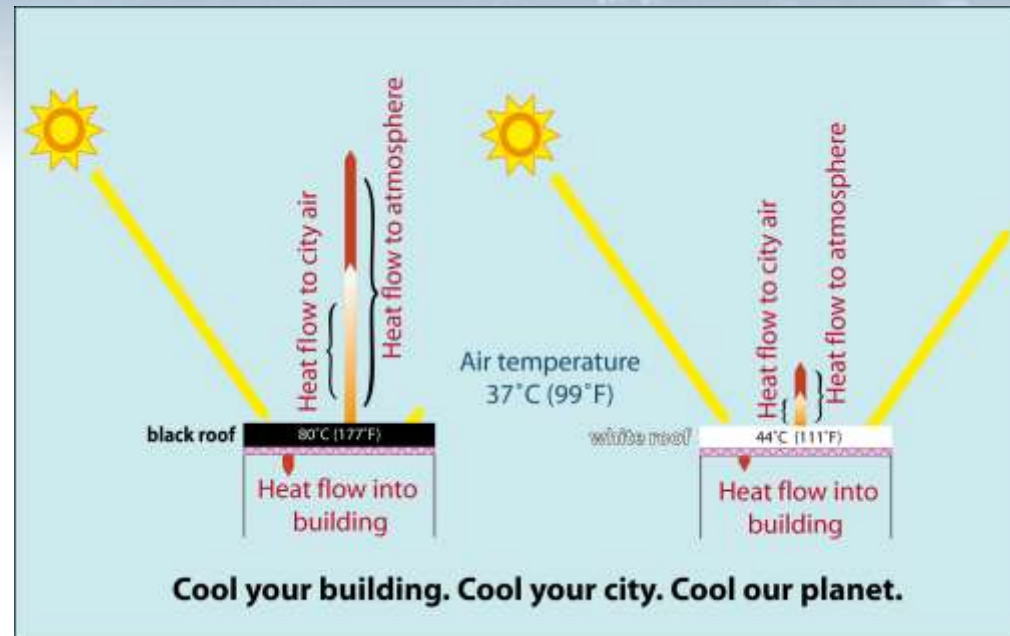 Heat flow to city air
Heat flow to atmosphere
black roof
80˚C (177˚F)
Heat flow into
building
Air temperature
37˚C (99˚F)
Heat flow to city air
Heat flow to atmosphere
white roof
44˚C (111˚F)
Heat flow into
building
Cool your building. Cool your city. Cool our planet.